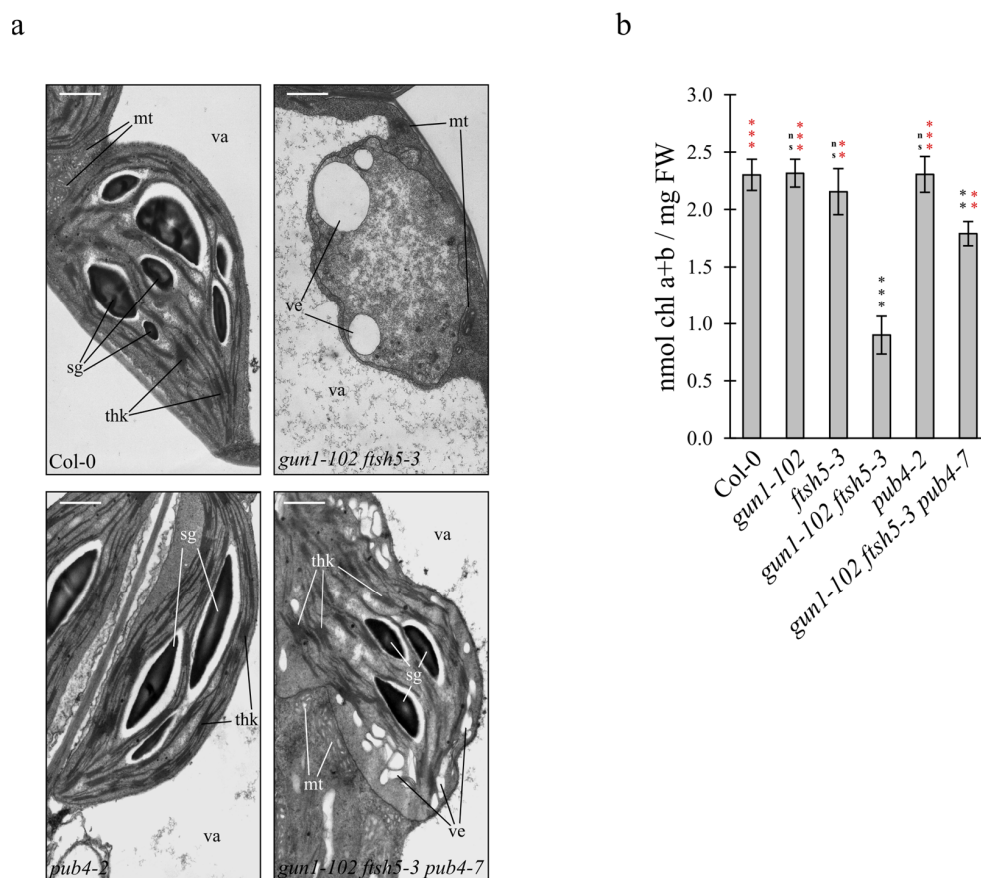 a
mt
va
sg
thk
Col-0
mt
ve
va
gun1-102 ftsh5-3
sg
thk
va
pub4-2
va
thk
sg
mt
ve
gun1-102 ftsh5-3 pub4-7
b
nmol chl a+b / mg FW
3.0
2.5
2.0
1.5
1.0
0.5
0.0
***
ns ***
ns **
***
ns ***
** **
Col-0
gun1-102
ftsh5-3
gun1-102 ftsh5-3
pub4-2
gun1-102 ftsh5-3 pub4-7